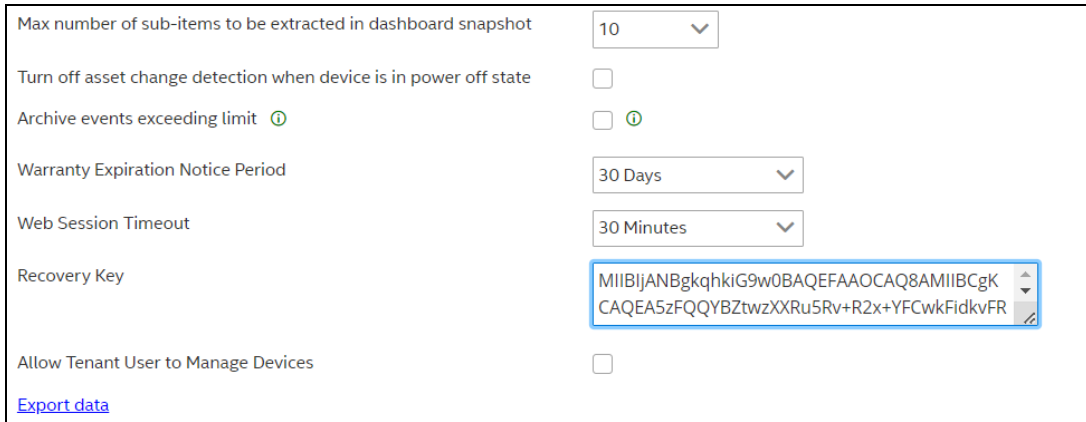 Max number of sub-items to be extracted in dashboard snapshot
10
Turn off asset change detection when device is in power off state
Archive events exceeding limit
Warranty Expiration Notice Period
30 Days
Web Session Timeout
30 Minutes
Recovery Key
MIIBIjANBgkqhkiG9w0BAQEFAAOCAQ8AMIIBCgK
CAQEA5zFQQYBZtwzXXRu5Rv+R2x+YFCwkFidkvFR
Allow Tenant User to Manage Devices
Export data